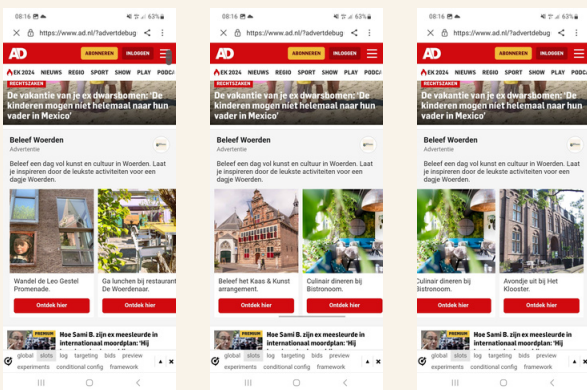 08:16
63%
https://www.ad.nl/?advertdebug
AD
ABONNEREN
INLOGGEN
EK 2024 NIEUWS REGIO SPORT SHOW PLAY PODCA
RECHTSZAKEN
De vakantie van je ex dwarsbomen: 'De
kinderen mogen niet helemaal naar hun
vader in Mexico'
Beleef Woerden
Advertentie
Beleef een dag vol kunst en cultuur in Woerden. Laat
je inspireren door de leukste activiteiten voor een
dagje Woerden.
Wandel de Leo Gestel
Promenade.
Ga lunchen bij restaurant
De Woerdenaar.
Ontdek hier
Ontdek hier
PREMIUM
Hoe Sami B. zijn ex meesleurde in
internationaal moordplan: 'Hij
global slots log targeting bids preview
experiments conditional config framework
08:16
63%
https://www.ad.nl/?advertdebug
AD
ABONNEREN
INLOGGEN
EK 2024 NIEUWS REGIO SPORT SHOW PLAY PODCA
RECHTSZAKEN
De vakantie van je ex dwarsbomen: 'De
kinderen mogen niet helemaal naar hun
vader in Mexico'
Beleef Woerden
Advertentie
Beleef een dag vol kunst en cultuur in Woerden. Laat
je inspireren door de leukste activiteiten voor een
dagje Woerden.
Beleef het Kaas & Kunst
arrangement.
Culinair dineren bij
Bistronoom.
Ontdek hier
Ontdek hier
PREMIUM
Hoe Sami B. zijn ex meesleurde in
internationaal moordplan: 'Hij
global slots log targeting bids preview
experiments conditional config framework
08:16
63%
https://www.ad.nl/?advertdebug
AD
ABONNEREN
INLOGGEN
EK 2024 NIEUWS REGIO SPORT SHOW PLAY PODCA
RECHTSZAKEN
De vakantie van je ex dwarsbomen: 'De
kinderen mogen niet helemaal naar hun
vader in Mexico'
Beleef Woerden
Advertentie
Beleef een dag vol kunst en cultuur in Woerden. Laat
je inspireren door de leukste activiteiten voor een
dagje Woerden.
Culinair dineren bij
Bistronoom.
Avondje uit bij Het
Klooster.
Ontdek hier
Ontdek hier
PREMIUM
Hoe Sami B. zijn ex meesleurde in
internationaal moordplan: 'Hij
global slots log targeting bids preview
experiments conditional config framework